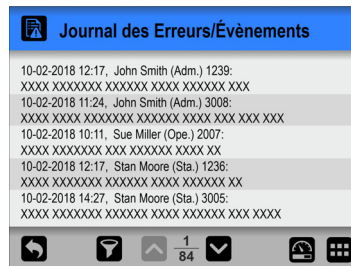 Journal des Erreurs/Évènements
10-02-2018 12:17, John Smith (Adm.) 1239:
XXXX XXXXXXX XXXXXX XXXX XXXXXX XXX
10-02-2018 11:24, John Smith (Adm.) 3008:
XXXX XXXX XXXXXXX XXXXXX XXXX XXX XXX XXX
10-02-2018 10:11, Sue Miller (Ope.) 2007:
XXXX XXXXXXX XXX XXXXXX XXXX XX
10-02-2018 12:17, Stan Moore (Sta.) 1236:
XXXX XXXXXXX XXXXXX XXXX XXXXXX XX
10-02-2018 14:27, Stan Moore (Sta.) 3005:
XXXX XXXXXXX XXXXXX XXXX XXXXXX XXX XXXX
1
84